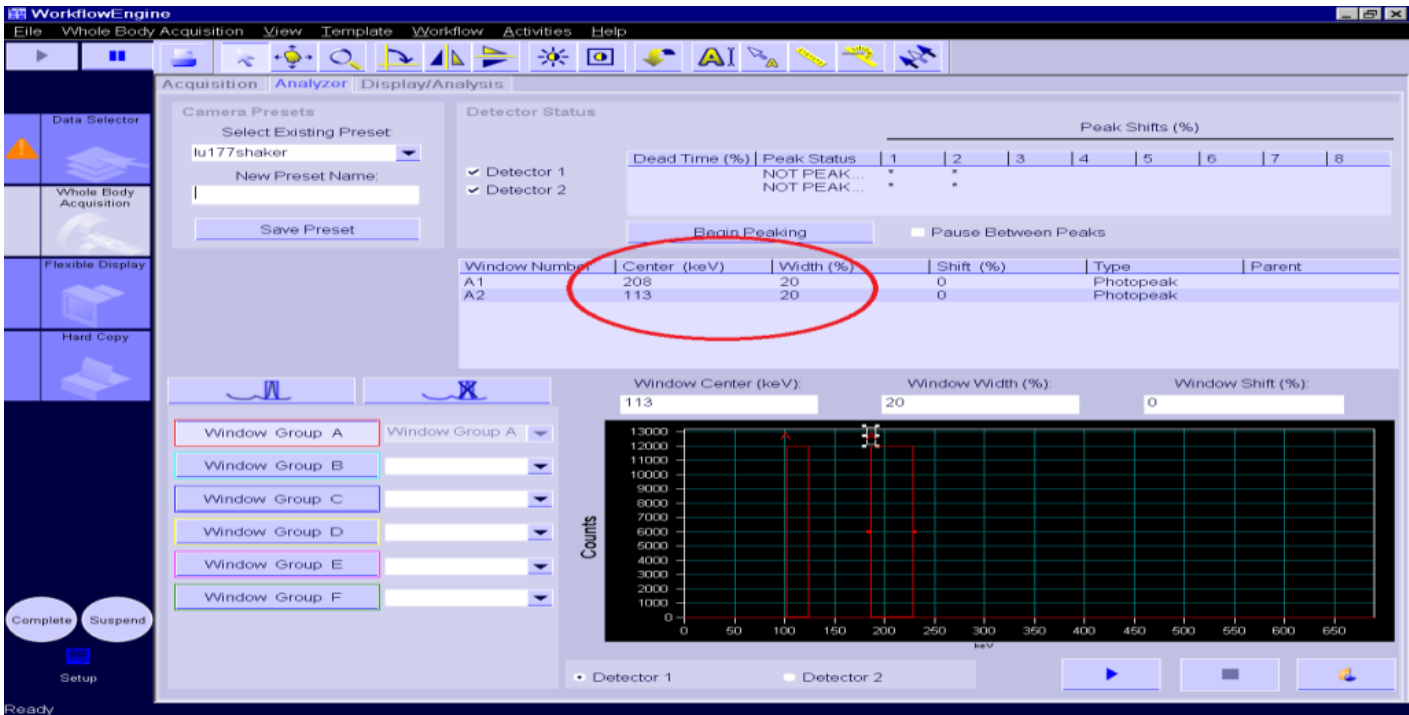 WorkflowEngine
Eile Whole Body Acquisition View Template Workflow Activities Help
Acquisition Analyzer Display/Analysis
Data Selector
Whole Body
Acquisition
Flexible Display
Hard Copy
Complete Suspend
Setup
Ready
Camera Presets
Select Existing Preset:
lu177shaker
New Preset Name:
Save Preset
Detector Status
Detector 1
Detector 2
Peak Shifts (%)
Dead Time (%) Peak Status 1 2 3 4 5 6 7 8
NOT PEAK... * *
NOT PEAK... * *
Begin Peaking Pause Between Peaks
Window Number Center (keV) Width (%) Shift (%) Type Parent
A1 208 20 0 Photopeak
A2 113 20 0 Photopeak
Window Center (keV): Window Width (%): Window Shift (%):
113 20 0
Window Group A Window Group A
Window Group B
Window Group C
Window Group D
Window Group E
Window Group F
A
Counts
13000
12000
11000
10000
9000
8000
7000
6000
5000
4000
3000
2000
1000
0
0 50 100 150 200 250 300 350 400 450 500 550 600 650
keV
Detector 1 Detector 2